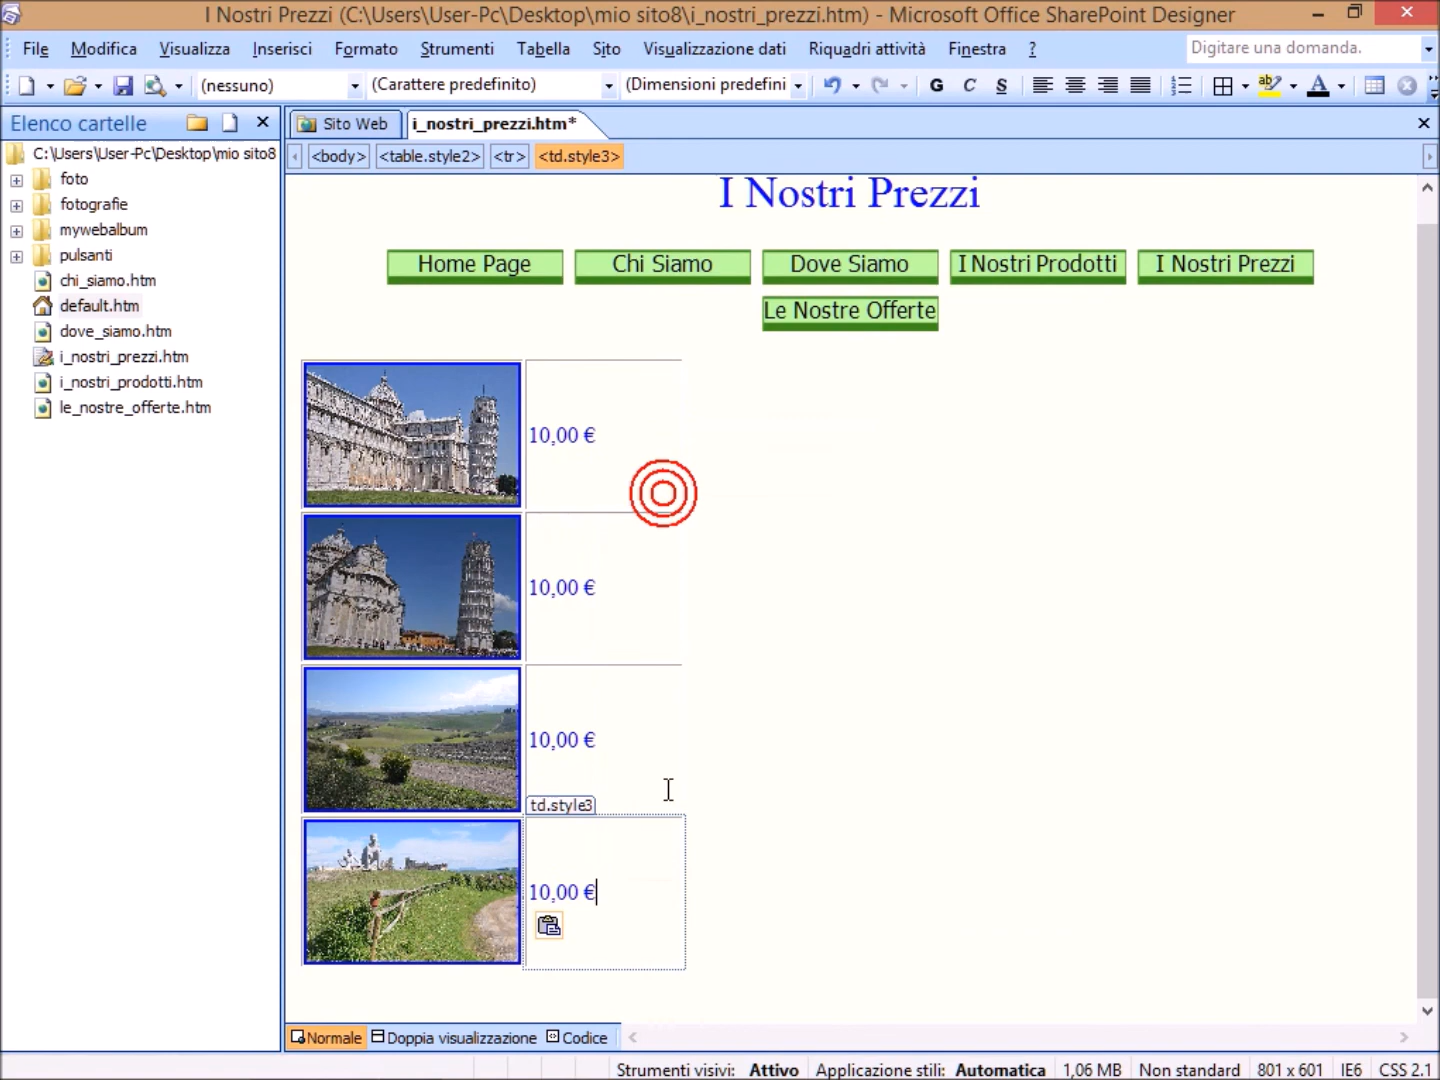 I Nostri Prezzi (C:\Users\User-Pc\Desktop\mio sito8\i_nostri_prezzi.htm) - Microsoft Office SharePoint Designer
File Modifica Visualizza Inserisci Formato Strumenti Tabella Sito Visualizzazione dati Riquadri attività Finestra ? Digitare una domanda.
(nessuno) (Carattere predefinito) (Dimensioni predefini G C S ab A
Elenco cartelle Sito Web i_nostri_prezzi.htm*
C:\Users\User-Pc\Desktop\mio sito8 <body> <table.style2> <tr> <td.style3>
foto
fotografie
mywebalbum
pulsanti
chi_siamo.htm
default.htm
dove_siamo.htm
i_nostri_prezzi.htm
i_nostri_prodotti.htm
le_nostre_offerte.htm
I Nostri Prezzi
Home Page Chi Siamo Dove Siamo I Nostri Prodotti I Nostri Prezzi
Le Nostre Offerte
10,00 €
10,00 €
10,00 €
td.style3
10,00 €
Normale Doppia visualizzazione Codice
Strumenti visivi: Attivo Applicazione stili: Automatica 1,06 MB Non standard 801 x 601 IE6 CSS 2.1